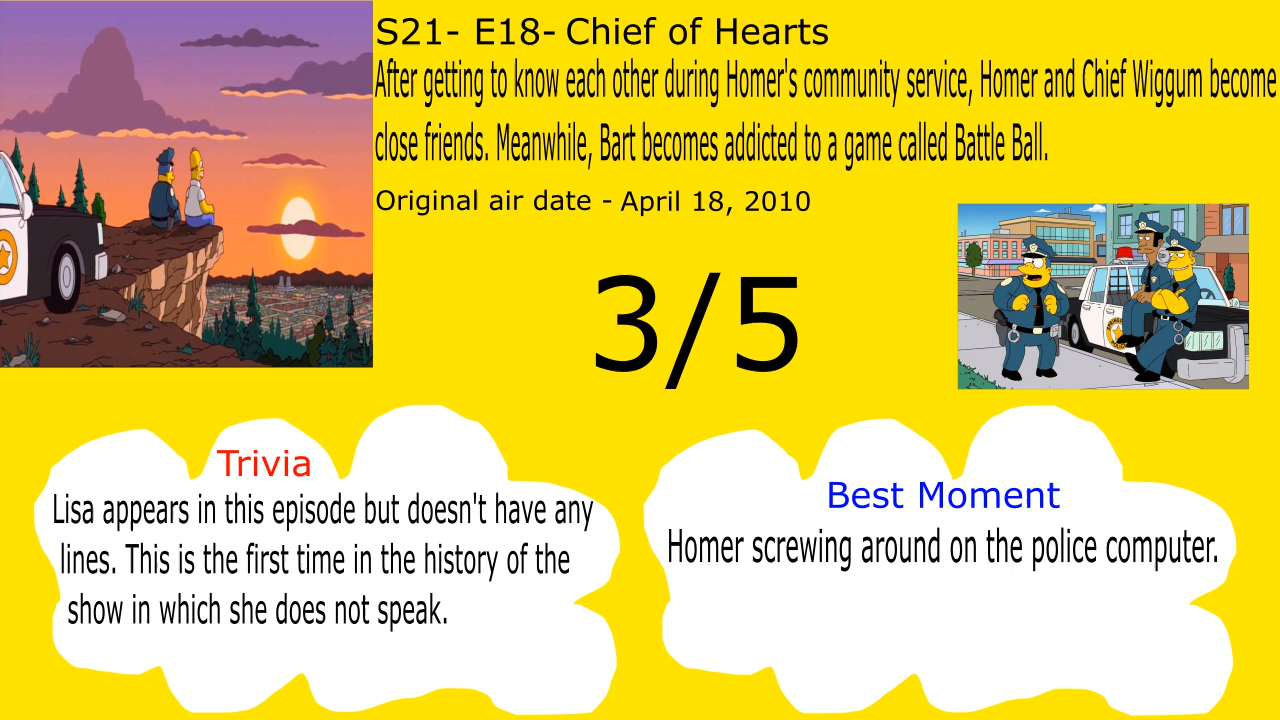 S21- E18- Chief of Hearts
After getting to know each other during Homer's community service, Homer and Chief Wiggum become
close friends. Meanwhile, Bart becomes addicted to a game called Battle Ball.
Original air date - April 18, 2010
3/5
Trivia
Lisa appears in this episode but doesn't have any
lines. This is the first time in the history of the
show in which she does not speak.
Best Moment
Homer screwing around on the police computer.